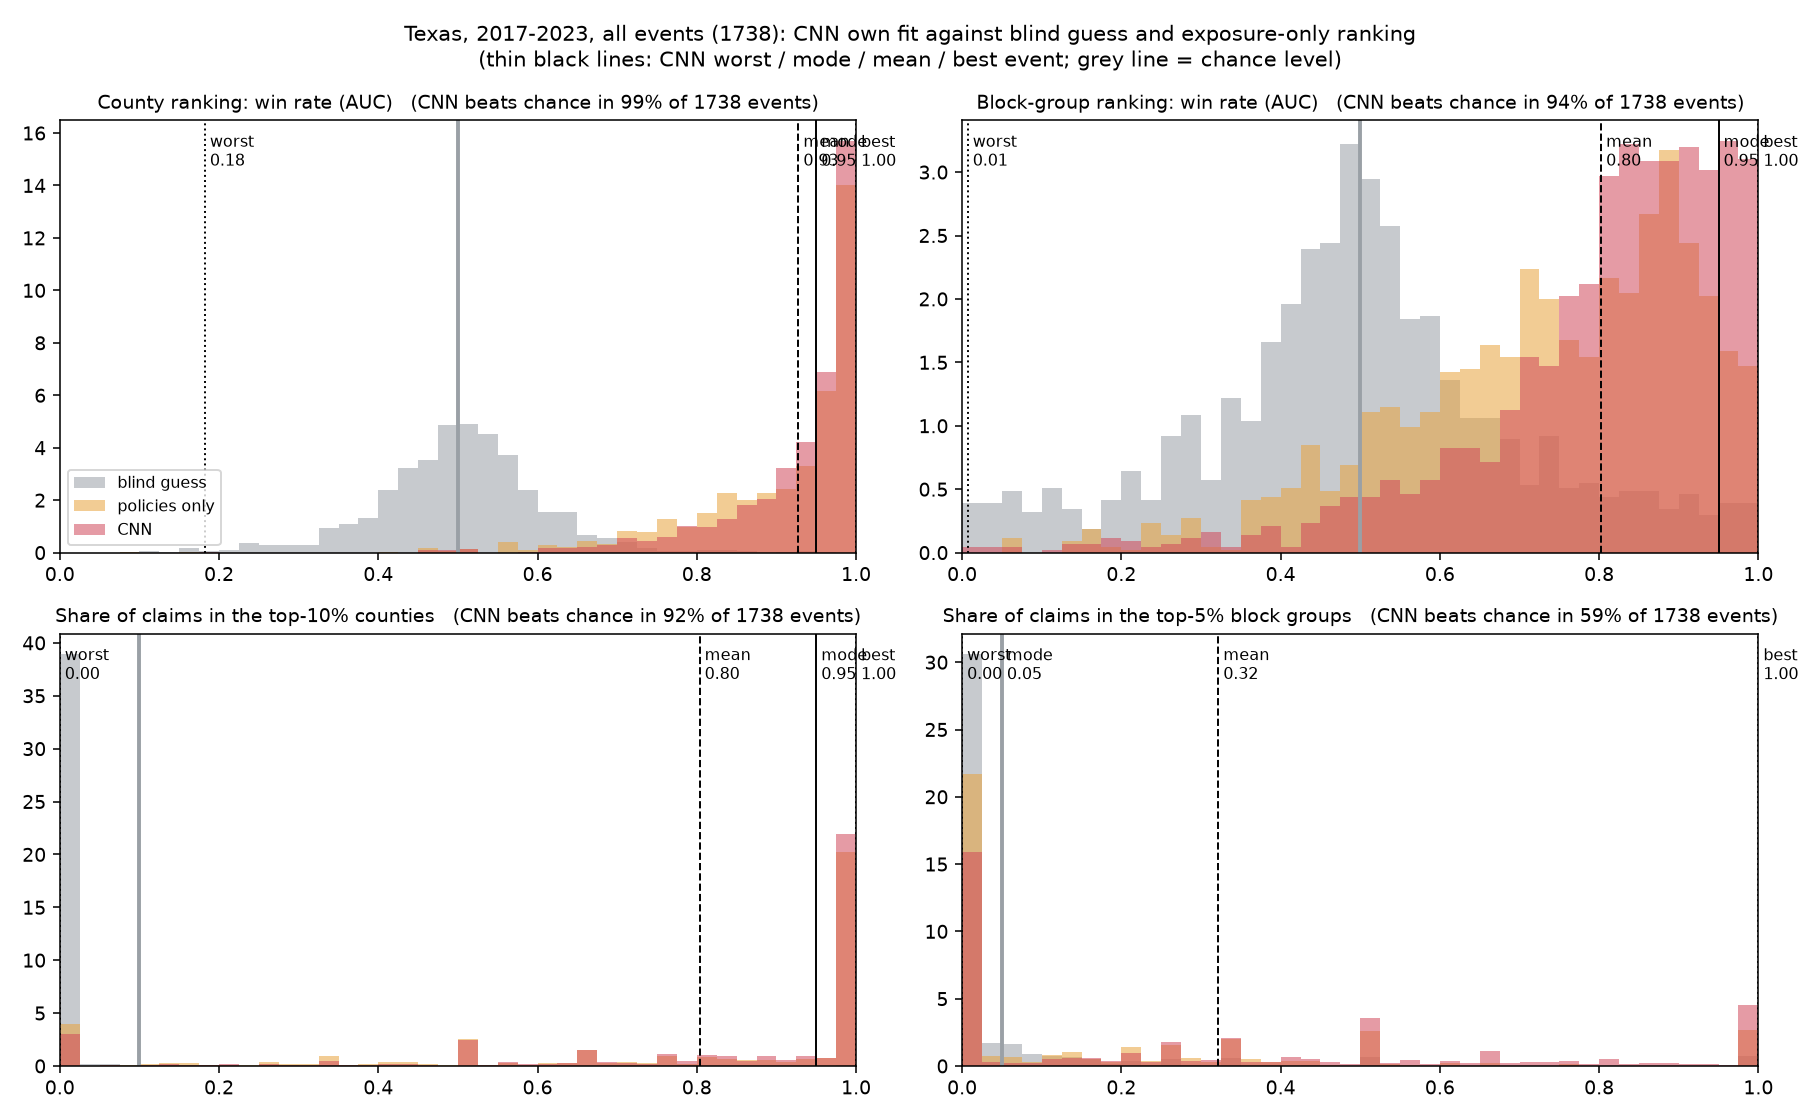 Texas, 2017-2023, all events (1738): CNN own fit against blind guess and exposure-only ranking
(thin black lines: CNN worst / mode / mean / best event; grey line = chance level)
County ranking: win rate (AUC)   (CNN beats chance in 99% of 1738 events)
worst
0.18
mean
0.93
mode
0.95
best
1.00
16
14
12
10
8
6
4
2
0
blind guess
policies only
CNN
0.0 0.2 0.4 0.6 0.8 1.0
Block-group ranking: win rate (AUC)   (CNN beats chance in 94% of 1738 events)
worst
0.01
mean
0.80
mode
0.95
best
1.00
3.0
2.5
2.0
1.5
1.0
0.5
0.0
0.0 0.2 0.4 0.6 0.8 1.0
Share of claims in the top-10% counties   (CNN beats chance in 92% of 1738 events)
worst
0.00
mean
0.80
mode
0.95
best
1.00
40
35
30
25
20
15
10
5
0
0.0 0.2 0.4 0.6 0.8 1.0
Share of claims in the top-5% block groups   (CNN beats chance in 59% of 1738 events)
worst
0.00
mode
0.05
mean
0.32
best
1.00
30
25
20
15
10
5
0
0.0 0.2 0.4 0.6 0.8 1.0